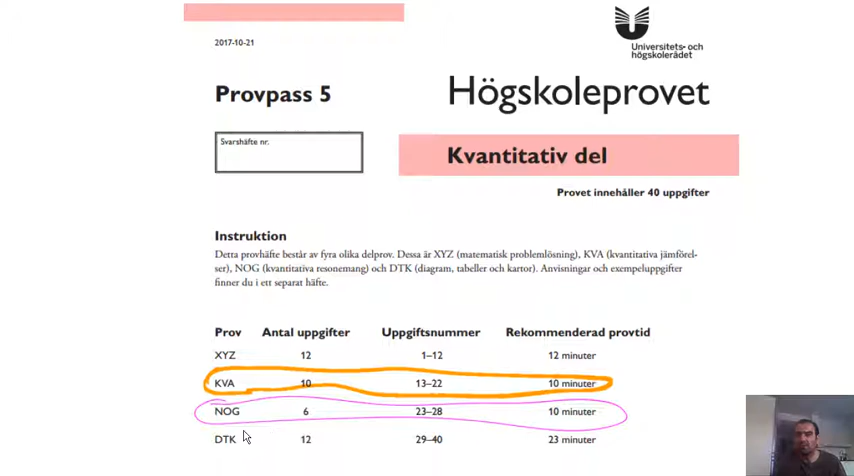 2017-10-21
Universitets- och
högskolerådet
Provpass 5
Högskoleprovet
Svarshäfte nr.
Kvantitativ del
Provet innehåller 40 uppgifter
Instruktion
Detta provhäfte består av fyra olika delprov. Dessa är XYZ (matematisk problemlösning), KVA (kvantitativa jämförel-
ser), NOG (kvantitativa resonemang) och DTK (diagram, tabeller och kartor). Anvisningar och exempeluppgifter
finner du i ett separat häfte.
Prov Antal uppgifter Uppgiftsnummer Rekommenderad provtid
XYZ 12 1–12 12 minuter
KVA 10 13–22 10 minuter
NOG 6 23–28 10 minuter
DTK 12 29–40 23 minuter